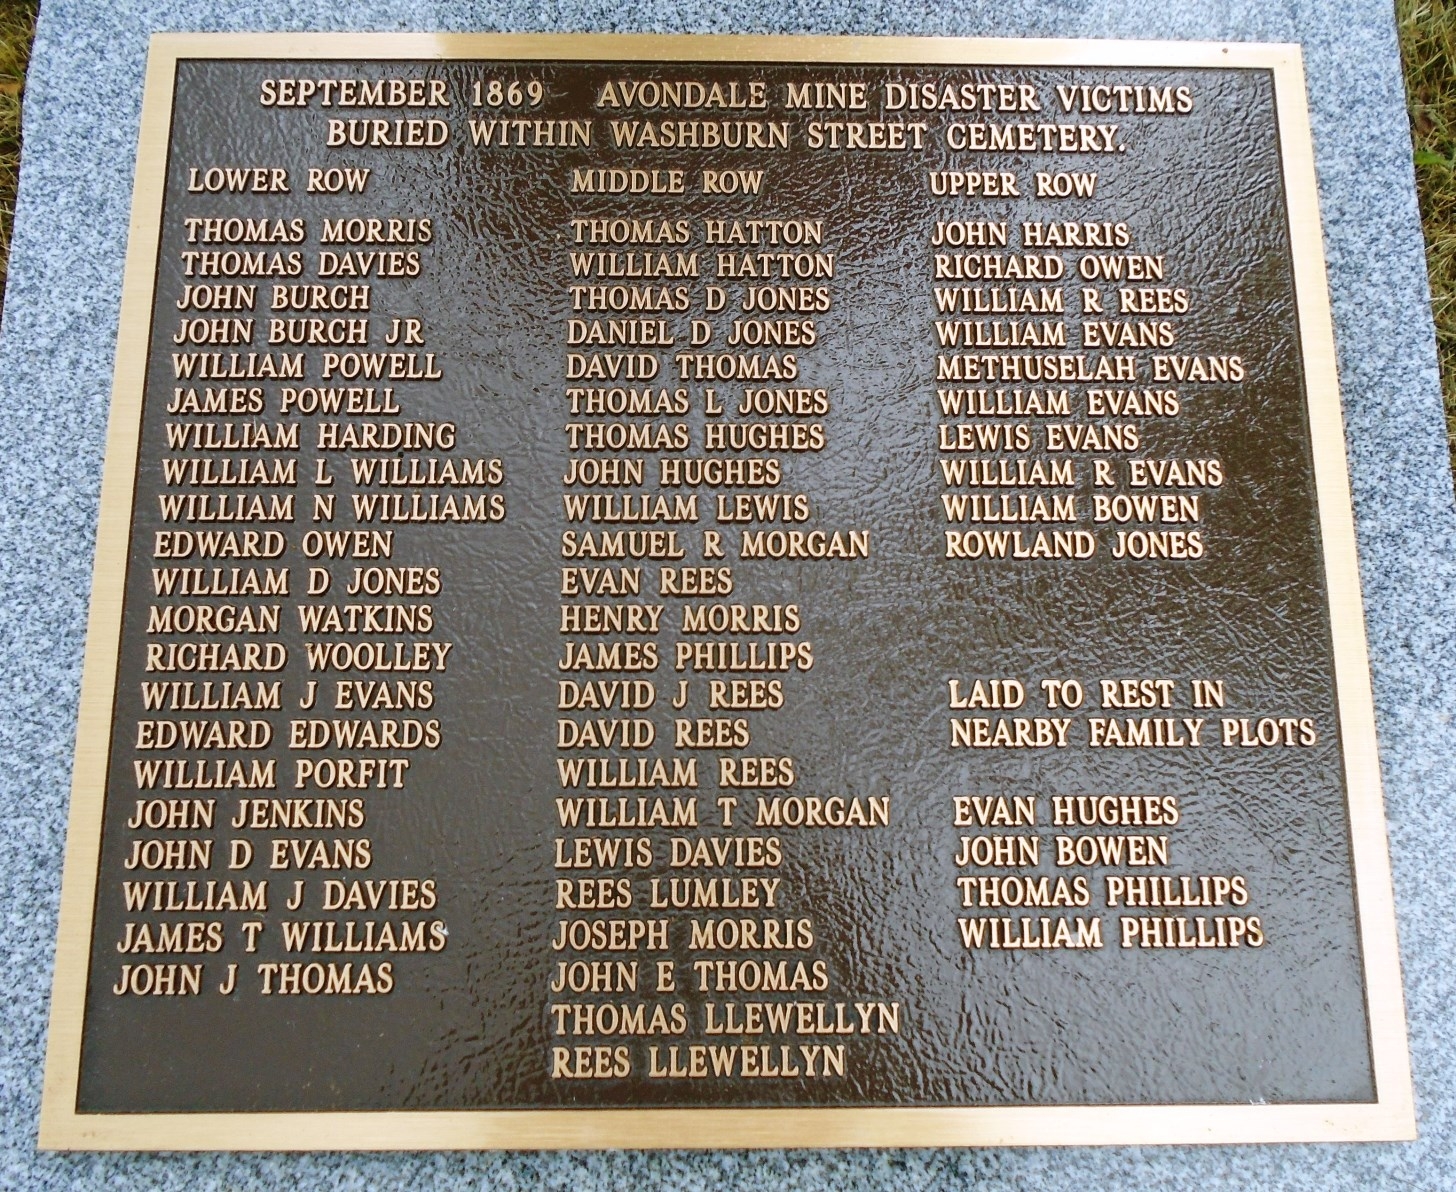 SEPTEMBER 1869 AVONDALE MINE DISASTER VICTIMS
BURIED WITHIN WASHBURN STREET CEMETERY.
LOWER ROW
THOMAS MORRIS
THOMAS DAVIES
JOHN BURCH
JOHN BURCH JR
WILLIAM POWELL
JAMES POWELL
WILLIAM HARDING
WILLIAM L WILLIAMS
WILLIAM N WILLIAMS
EDWARD OWEN
WILLIAM D JONES
MORGAN WATKINS
RICHARD WOOLLEY
WILLIAM J EVANS
EDWARD EDWARDS
WILLIAM PORFIT
JOHN JENKINS
JOHN D EVANS
WILLIAM J DAVIES
JAMES T WILLIAMS
JOHN J THOMAS
MIDDLE ROW
THOMAS HATTON
WILLIAM HATTON
THOMAS D JONES
DANIEL D JONES
DAVID THOMAS
THOMAS L JONES
THOMAS HUGHES
JOHN HUGHES
WILLIAM LEWIS
SAMUEL R MORGAN
EVAN REES
HENRY MORRIS
JAMES PHILLIPS
DAVID J REES
DAVID REES
WILLIAM REES
WILLIAM T MORGAN
LEWIS DAVIES
REES LUMLEY
JOSEPH MORRIS
JOHN E THOMAS
THOMAS LLEWELLYN
REES LLEWELLYN
UPPER ROW
JOHN HARRIS
RICHARD OWEN
WILLIAM R REES
WILLIAM EVANS
METHUSELAH EVANS
WILLIAM EVANS
LEWIS EVANS
WILLIAM R EVANS
WILLIAM BOWEN
ROWLAND JONES
LAID TO REST IN
NEARBY FAMILY PLOTS
EVAN HUGHES
JOHN BOWEN
THOMAS PHILLIPS
WILLIAM PHILLIPS